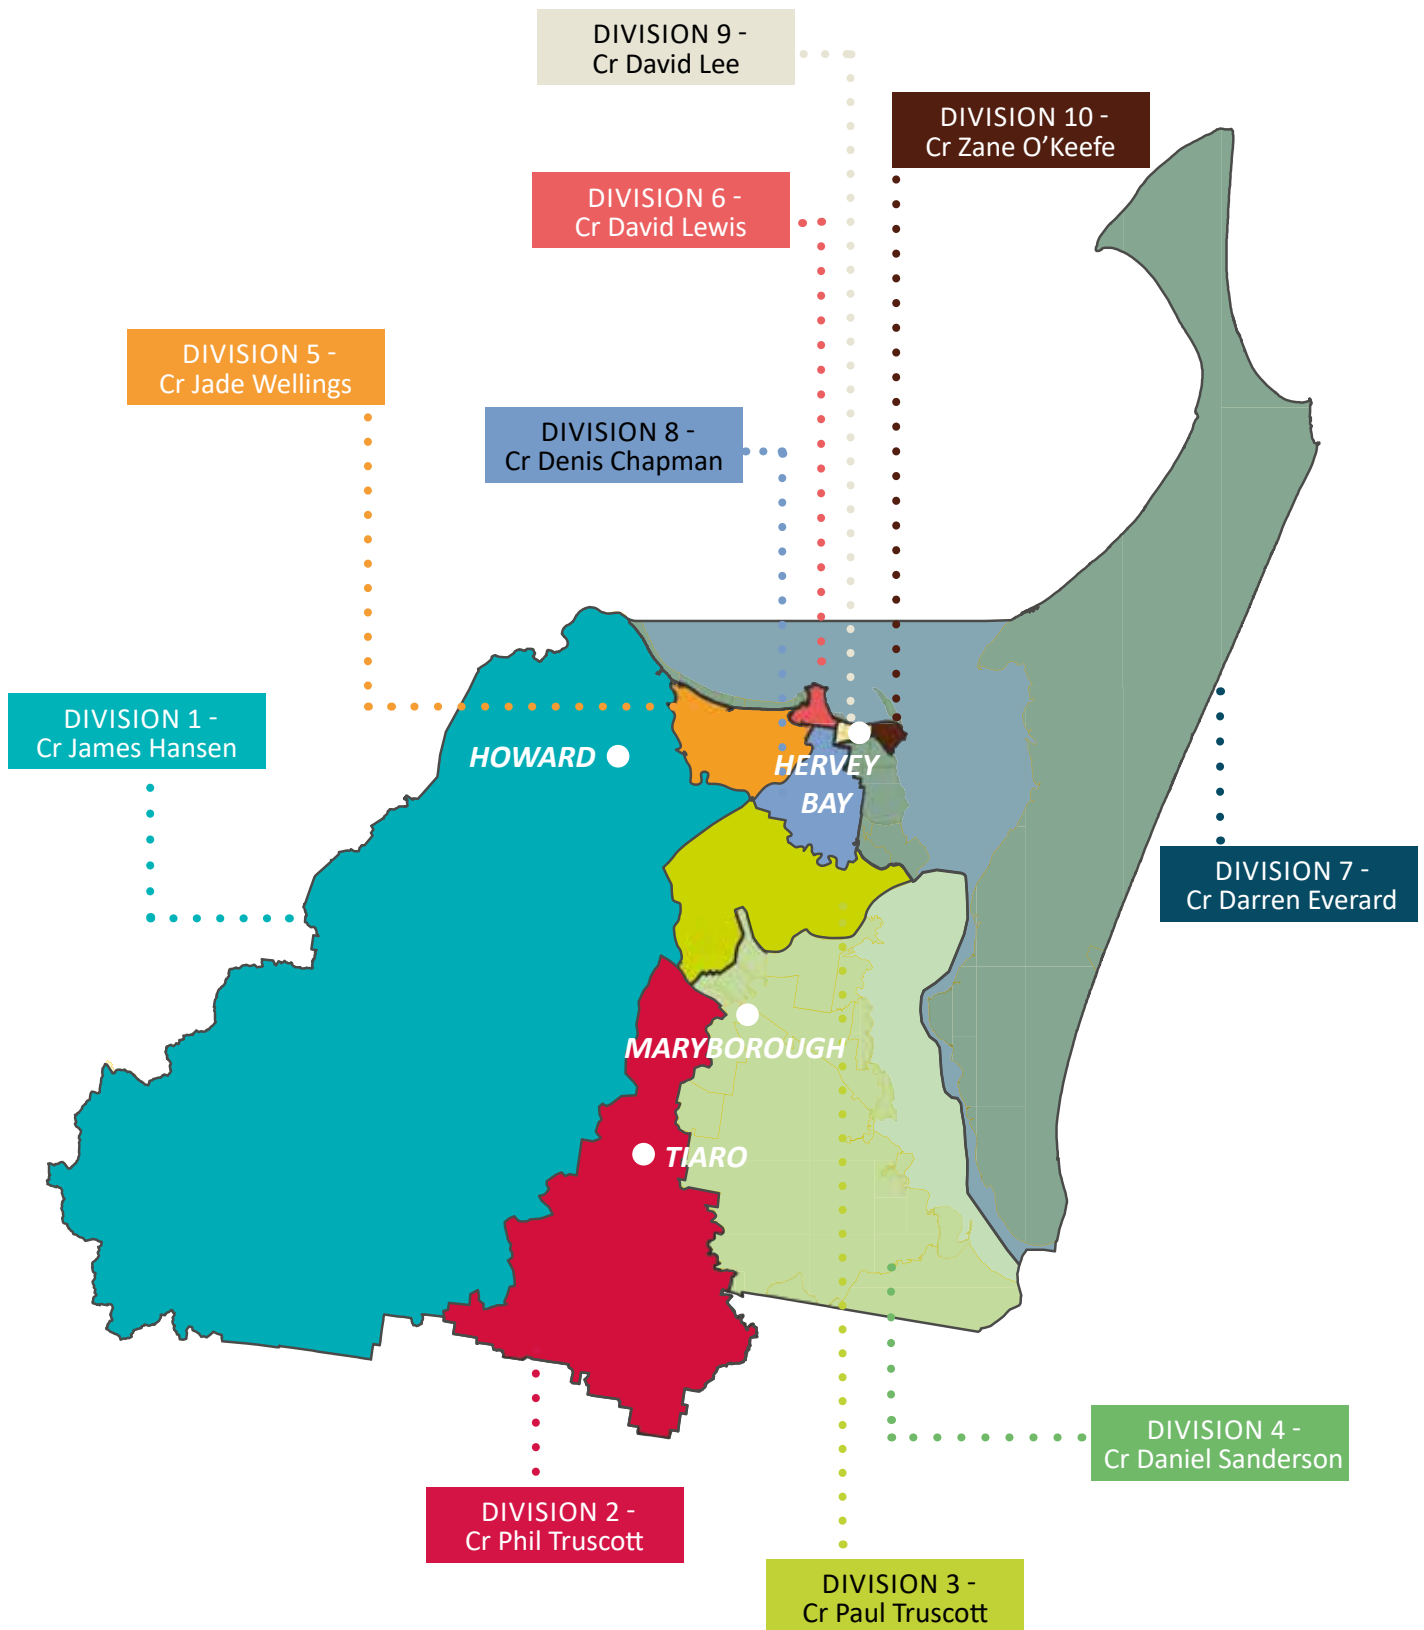 DIVISION 9 -
Cr David Lee
DIVISION 10 -
Cr Zane O’Keefe
DIVISION 6 -
Cr David Lewis
DIVISION 5 -
Cr Jade Wellings
DIVISION 8 -
Cr Denis Chapman
DIVISION 1 -
Cr James Hansen
HOWARD
HERVEY
BAY
DIVISION 7 -
Cr Darren Everard
MARYBOROUGH
TIARO
DIVISION 4 -
Cr Daniel Sanderson
DIVISION 2 -
Cr Phil Truscott
DIVISION 3 -
Cr Paul Truscott